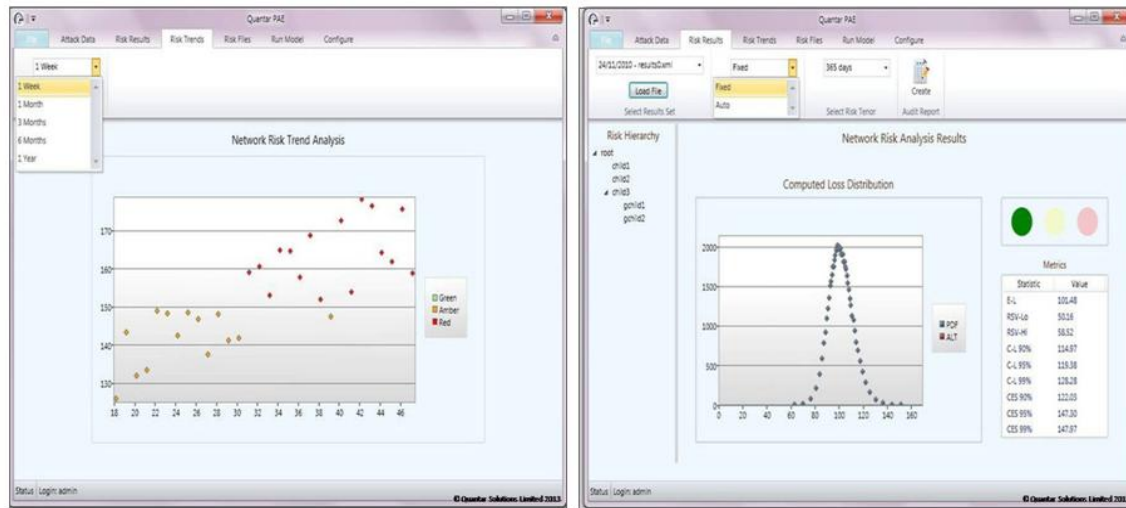 Quantar PAE
File Attack Data Risk Results Risk Trends Risk Files Run Model Configure
1 Week
1 Week
1 Month
3 Months
6 Months
1 Year
Network Risk Trend Analysis
170
160
150
140
130
18 20 22 24 26 28 30 32 34 36 38 40 42 44 46
Green
Amber
Red
Status Login: admin
© Quantar Solutions Limited 2013
Quantar PAE
File Attack Data Risk Results Risk Trends Risk Files Run Model Configure
24/11/2010 - results0.xml Fixed 365 days
Load File Fixed Create
Auto
Select Results Set Select Risk Tenor Audit Report
Risk Hierarchy
root
child1
child2
child3
gchild1
gchild2
Network Risk Analysis Results
Computed Loss Distribution
2000
1500
1000
500
0
0 20 40 60 80 100 120 140 160
PDF
ALT
Metrics
Statistic Value
E-L 101.48
RSV-Lo 50.16
RSV-Hi 58.52
C-L 90% 114.97
C-L 95% 119.38
C-L 99% 128.28
CES 90% 122.03
CES 95% 147.30
CES 99% 147.97
Status Login: admin
© Quantar Solutions Limited 201